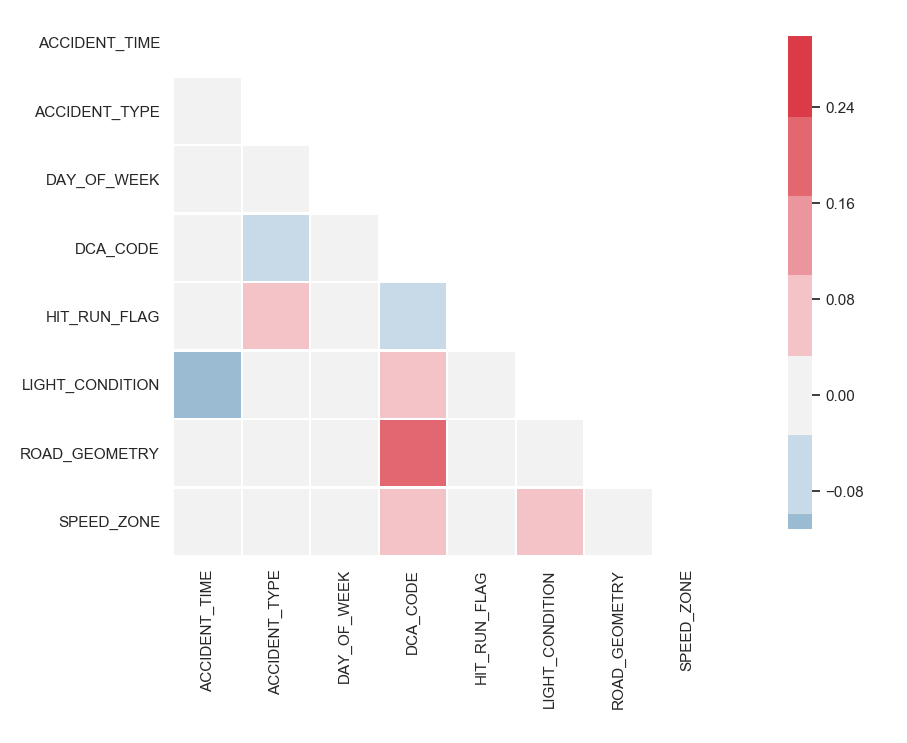 ACCIDENT_TIME
ACCIDENT_TYPE
DAY_OF_WEEK
DCA_CODE
HIT_RUN_FLAG
LIGHT_CONDITION
ROAD_GEOMETRY
SPEED_ZONE
ACCIDENT_TIME
ACCIDENT_TYPE
DAY_OF_WEEK
DCA_CODE
HIT_RUN_FLAG
LIGHT_CONDITION
ROAD_GEOMETRY
SPEED_ZONE
0.24
0.16
0.08
0.00
−0.08